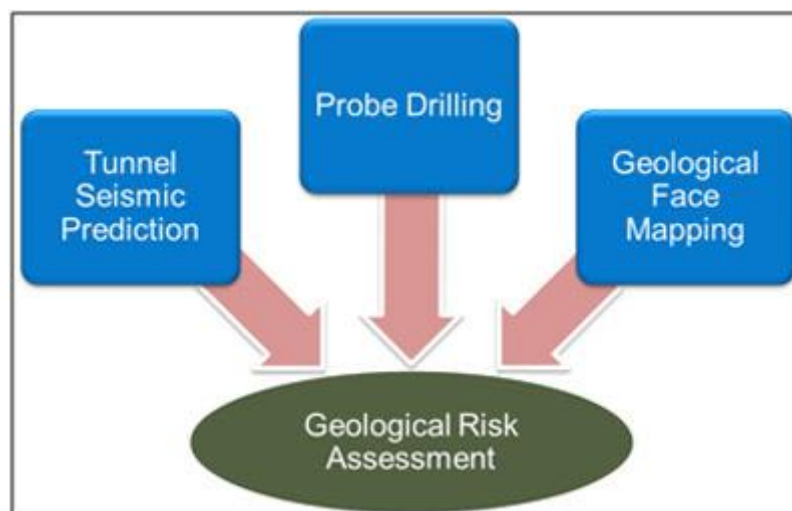 Probe Drilling
Tunnel
Seismic
Prediction
Geological
Face
Mapping
Geological Risk
Assessment